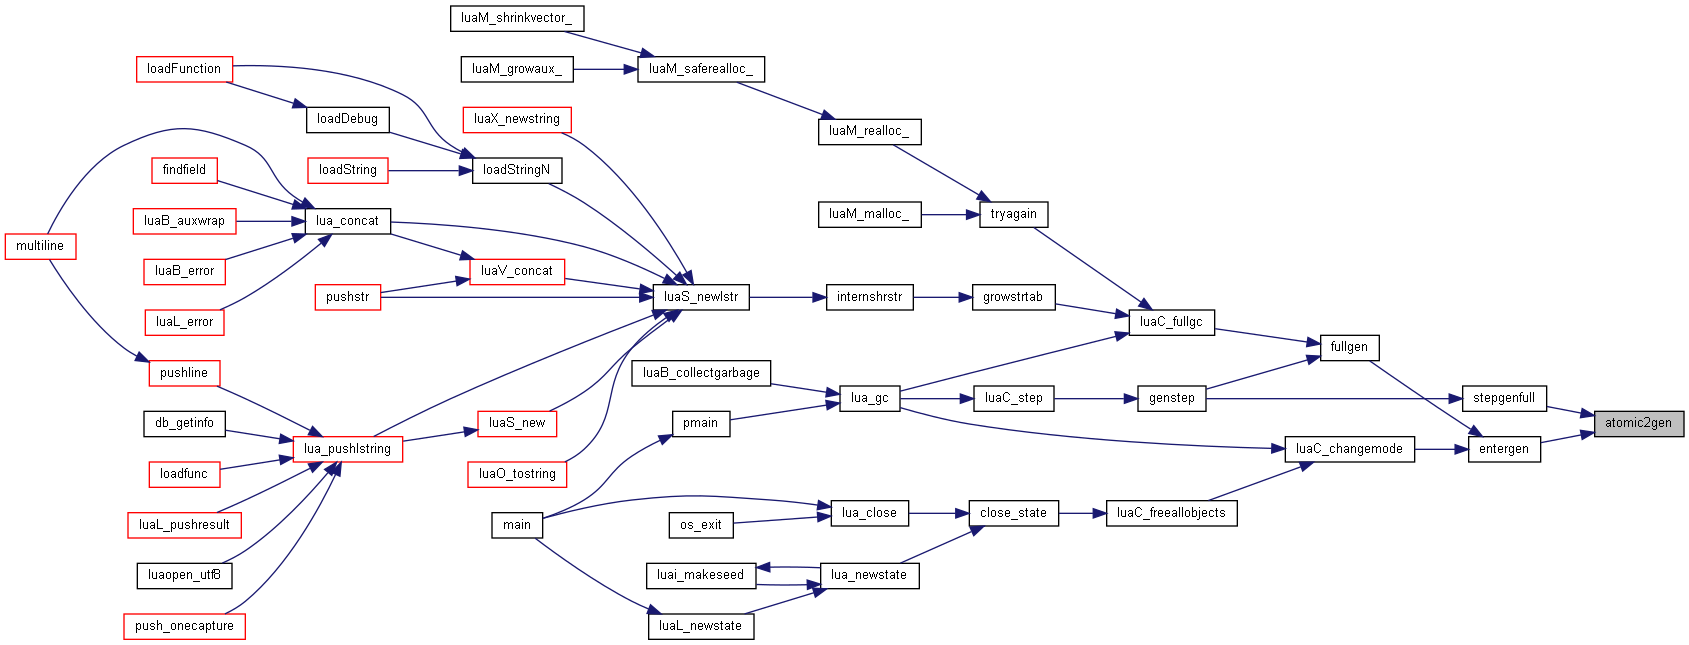 luaM_shrinkvector_
loadFunction
luaM_growaux_
luaM_saferealloc_
loadDebug
luaX_newstring
luaM_realloc_
findfield
loadString
loadStringN
luaB_auxwrap
lua_concat
luaM_malloc_
tryagain
multiline
luaB_error
luaV_concat
pushstr
luaS_newlstr
internshrstr
growstrtab
luaL_error
luaC_fullgc
fullgen
pushline
luaB_collectgarbage
lua_gc
luaC_step
genstep
stepgenfull
db_getinfo
luaS_new
pmain
atomic2gen
lua_pushlstring
luaC_changemode
entergen
loadfunc
luaO_tostring
luaL_pushresult
main
os_exit
lua_close
close_state
luaC_freeallobjects
luaopen_utf8
luai_makeseed
lua_newstate
push_onecapture
luaL_newstate